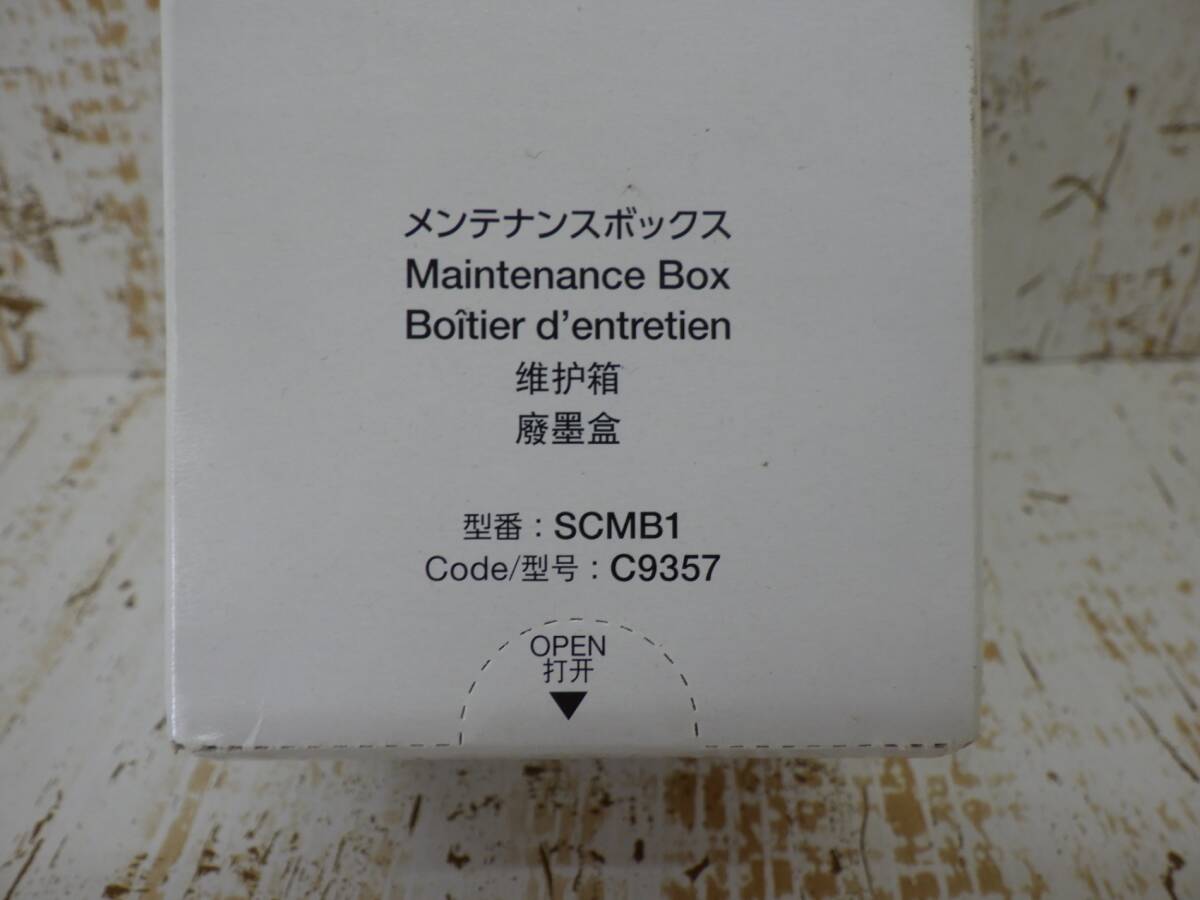 メンテナンスボックス
Maintenance Box
Boîtier d’entretien
维护箱
廢墨盒
型番：SCMB1
Code/型号：C9357
OPEN
打开